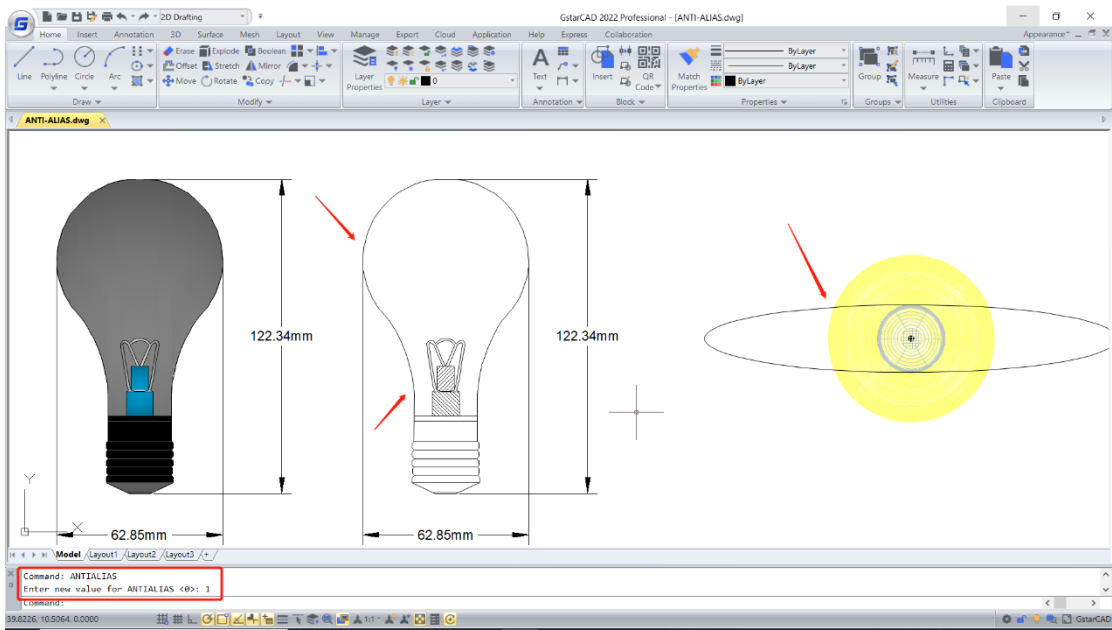 2D Drafting
GstarCAD 2022 Professional - [ANTI-ALIAS.dwg]
Home Insert Annotation 3D Surface Mesh Layout View Manage Export Cloud Application Help Express Collaboration Appearance
Erase Explode Boolean
Offset Stretch Mirror
Move Rotate Copy
Line Polyline Circle Arc
Layer Properties
0
Text
Insert
QR Code
Match Properties
ByLayer
ByLayer
ByLayer
Group
Measure
Paste
Draw Modify Layer Annotation Block Properties Groups Utilities Clipboard
ANTI-ALIAS.dwg
122.34mm 122.34mm
Y
X
62.85mm 62.85mm
Model Layout1 Layout2 Layout3 +
Command: ANTIALIAS
Enter new value for ANTIALIAS <0>: 1
Command:
39.8226, 10.5064, 0.0000 1:1 GstarCAD